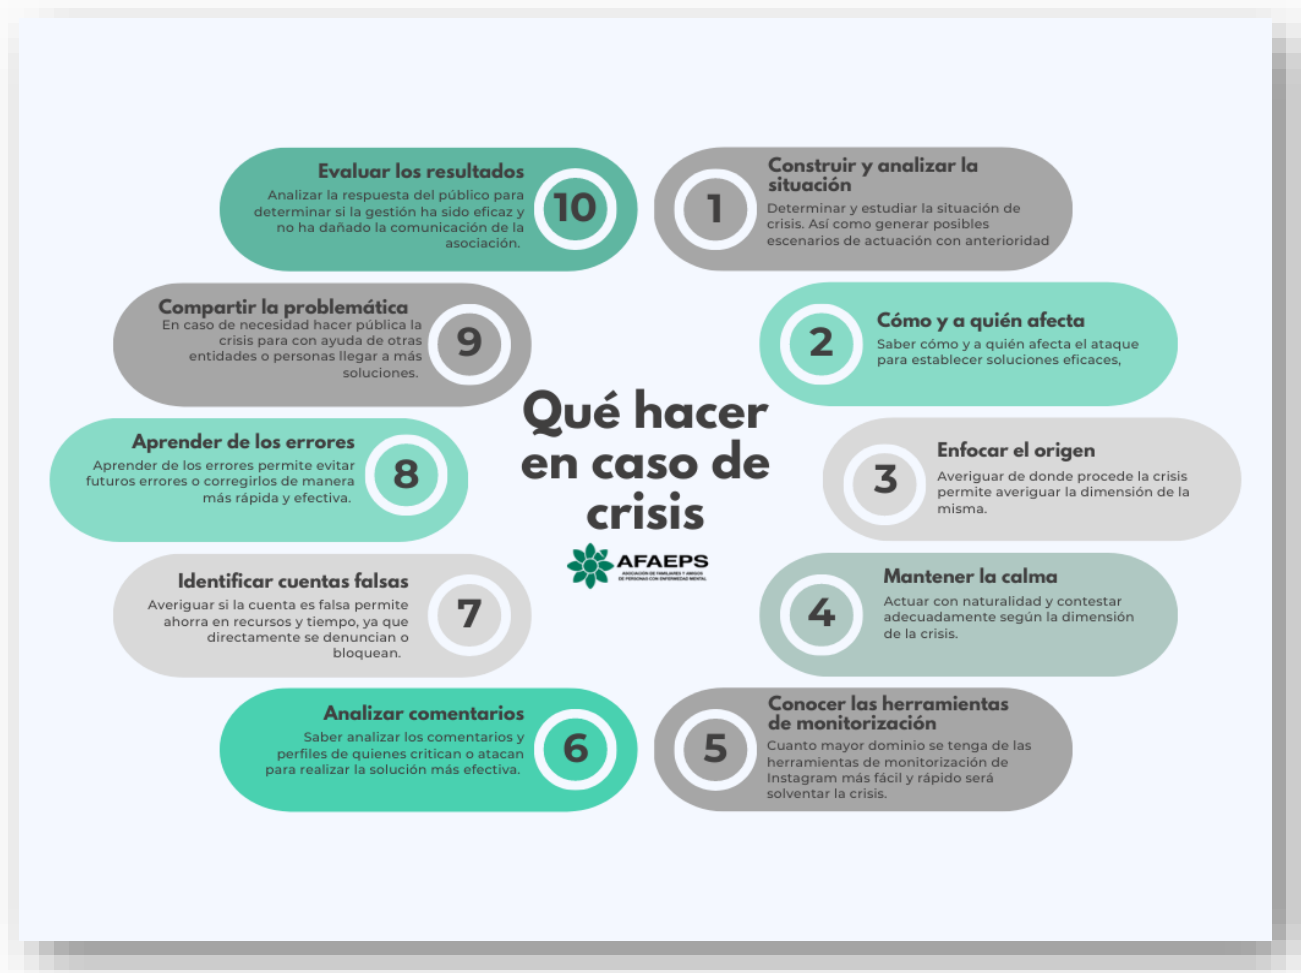 Qué hacer
en caso de
crisis
AFAEPS
ASOCIACIÓN DE FAMILIARES Y AMIGOS
DE PERSONAS CON ENFERMEDAD MENTAL
1
Construir y analizar la
situación
Determinar y estudiar la situación de
crisis. Así como generar posibles
escenarios de actuación con anterioridad
2
Cómo y a quién afecta
Saber cómo y a quién afecta el ataque
para establecer soluciones eficaces,
3
Enfocar el origen
Averiguar de donde procede la crisis
permite averiguar la dimensión de la
misma.
4
Mantener la calma
Actuar con naturalidad y contestar
adecuadamente según la dimensión
de la crisis.
5
Conocer las herramientas
de monitorización
Cuanto mayor dominio se tenga de las
herramientas de monitorización de
Instagram más fácil y rápido será
solventar la crisis.
6
Analizar comentarios
Saber analizar los comentarios y
perfiles de quienes critican o atacan
para realizar la solución más efectiva.
7
Identificar cuentas falsas
Averiguar si la cuenta es falsa permite
ahorra en recursos y tiempo, ya que
directamente se denuncian o
bloquean.
8
Aprender de los errores
Aprender de los errores permite evitar
futuros errores o corregirlos de manera
más rápida y efectiva.
9
Compartir la problemática
En caso de necesidad hacer pública la
crisis para con ayuda de otras
entidades o personas llegar a más
soluciones.
10
Evaluar los resultados
Analizar la respuesta del público para
determinar si la gestión ha sido eficaz y
no ha dañado la comunicación de la
asociación.